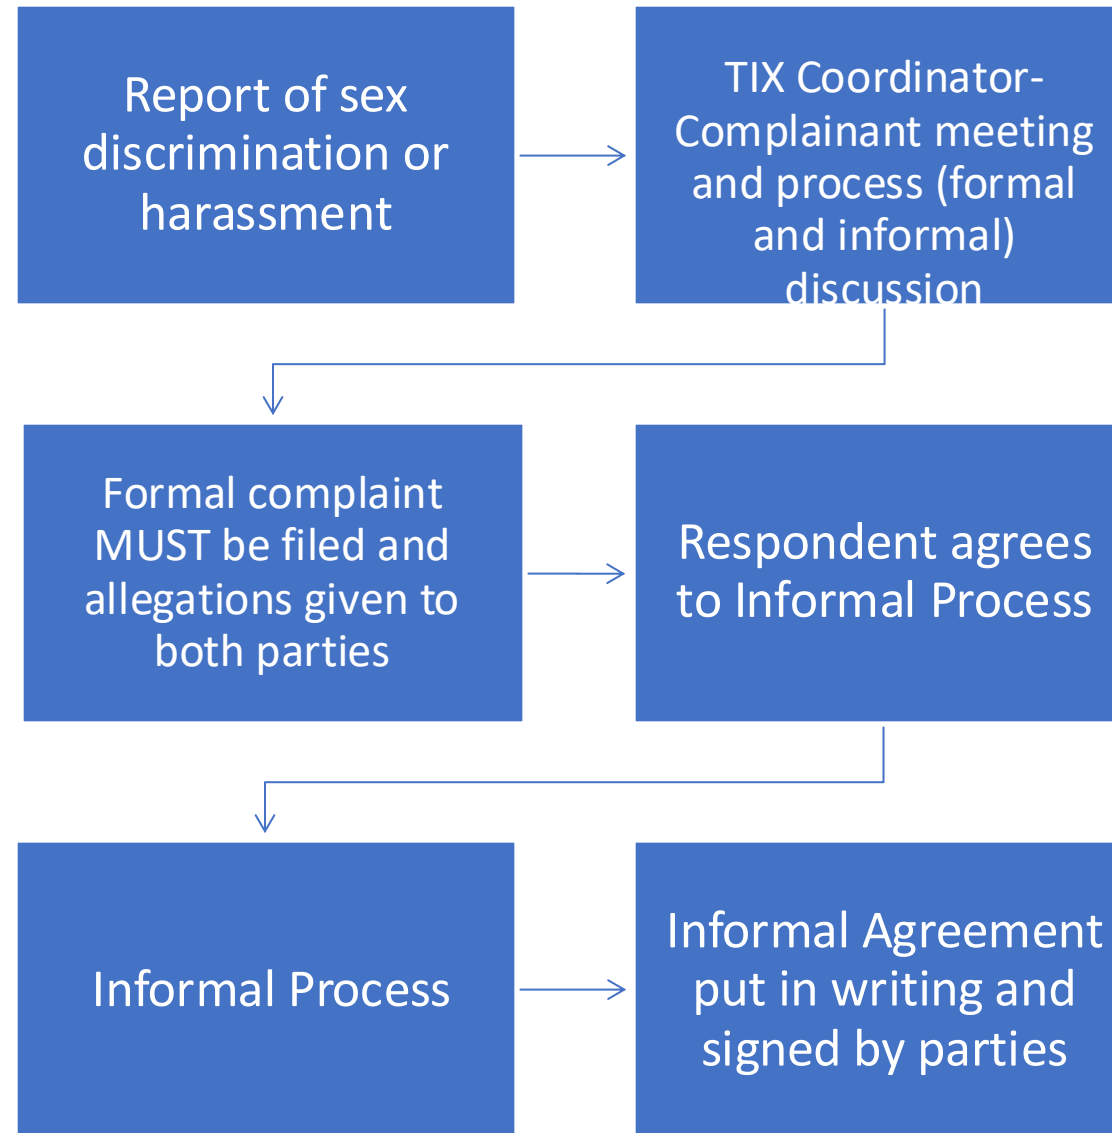 Report of sex
discrimination or
harassment
TIX Coordinator-
Complainant meeting
and process (formal
and informal)
discussion
Formal complaint
MUST be filed and
allegations given to
both parties
Respondent agrees
to Informal Process
Informal Process
Informal Agreement
put in writing and
signed by parties